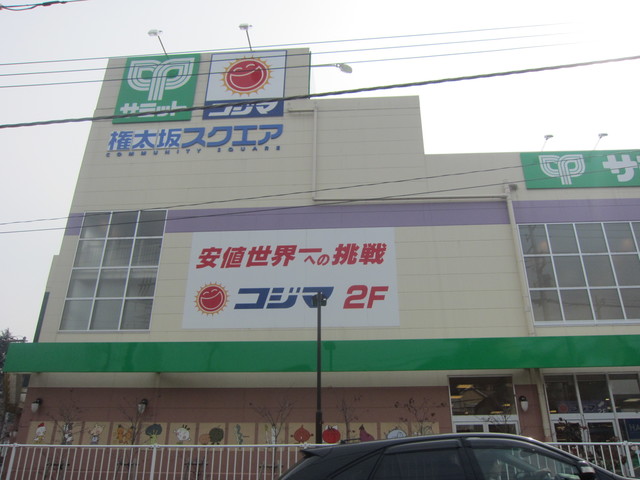 サミット
コジマ
権太坂スクエア
COMMUNITY SQUARE
サ
安値世界一への挑戦
コジマ 2F